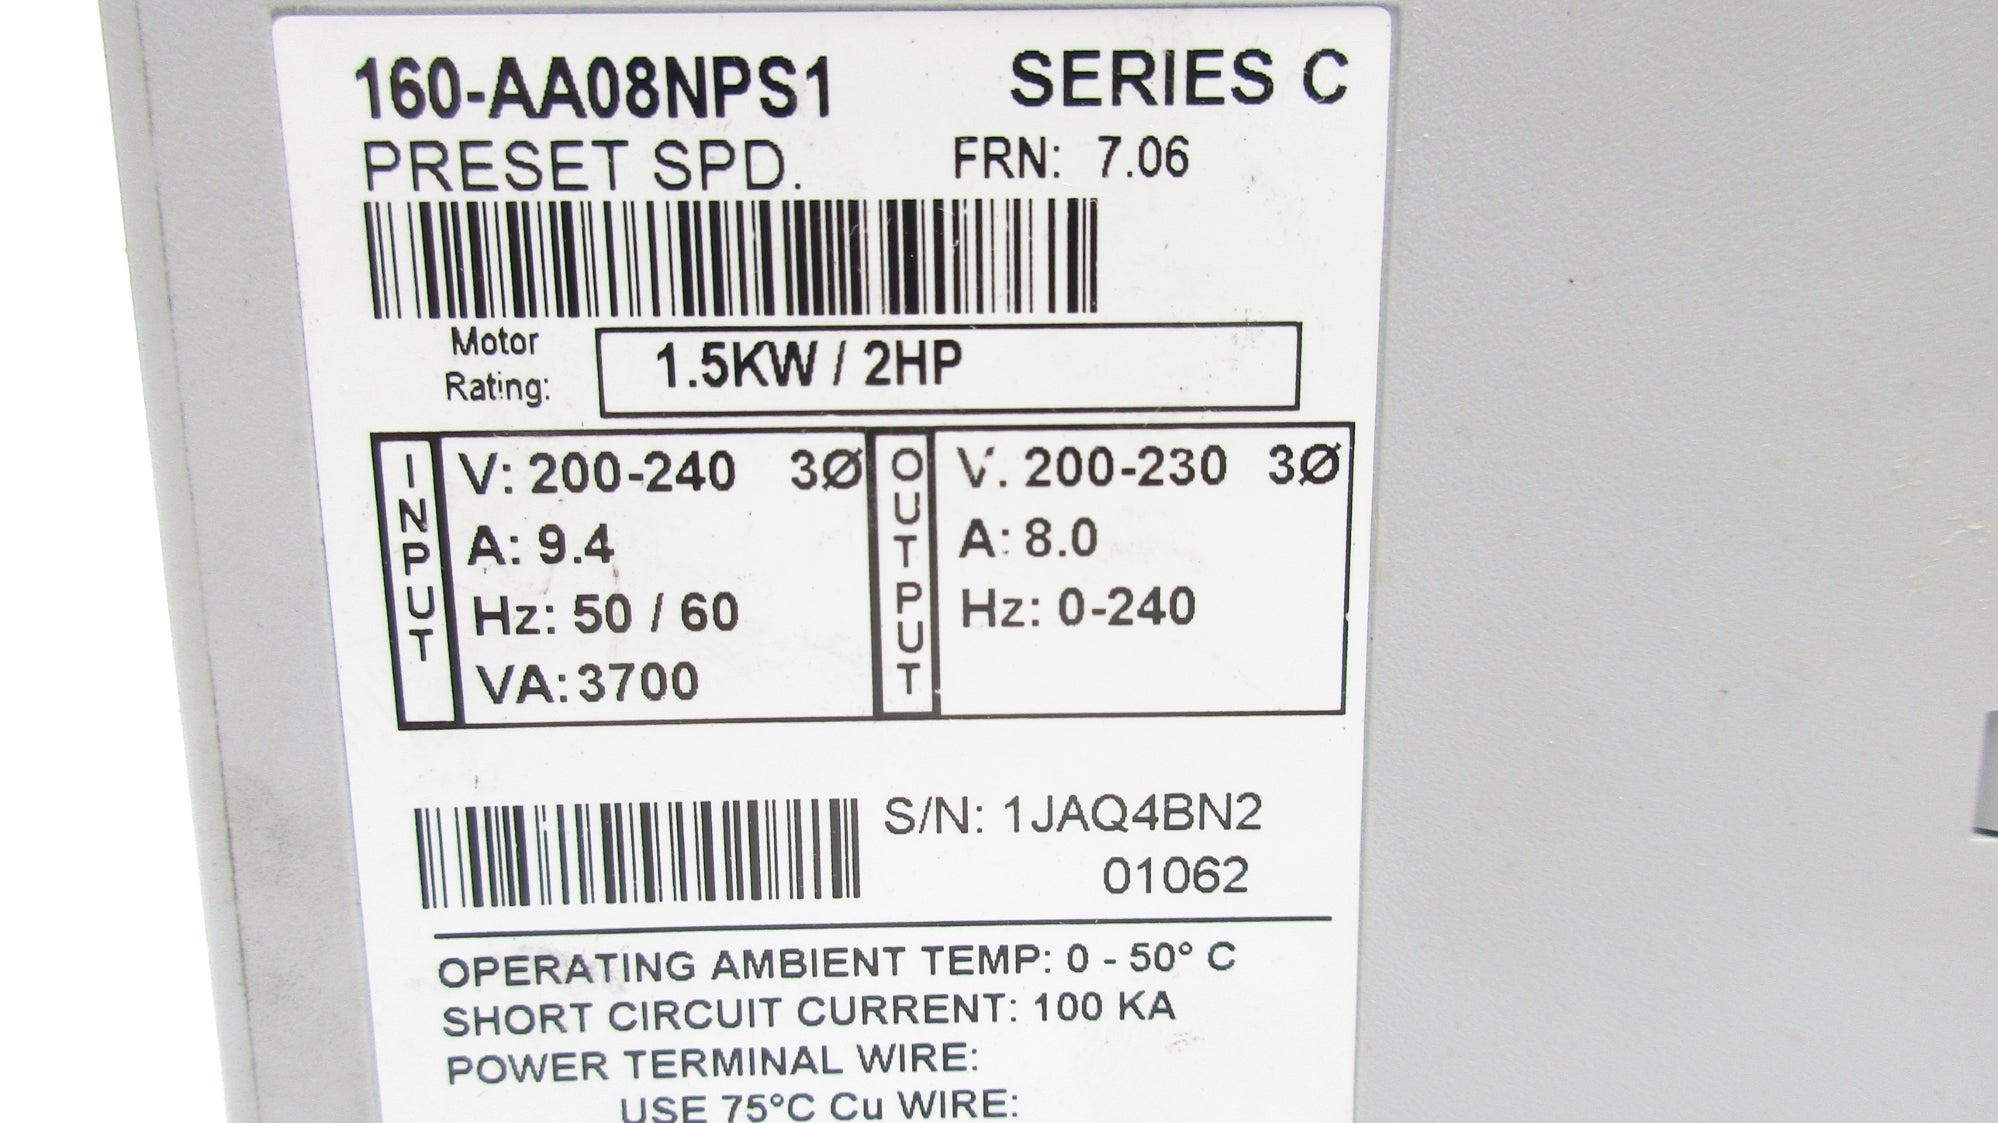 160-AA08NPS1 SERIES C
PRESET SPD. FRN: 7.06
Motor
Rating:
1.5KW / 2HP
INPUT
V: 200-240 3Ø
A: 9.4
Hz: 50 / 60
VA: 3700
OUTPUT
V: 200-230 3Ø
A: 8.0
Hz: 0-240
S/N: 1JAQ4BN2
01062
OPERATING AMBIENT TEMP: 0 - 50° C
SHORT CIRCUIT CURRENT: 100 KA
POWER TERMINAL WIRE:
USE 75°C Cu WIRE: